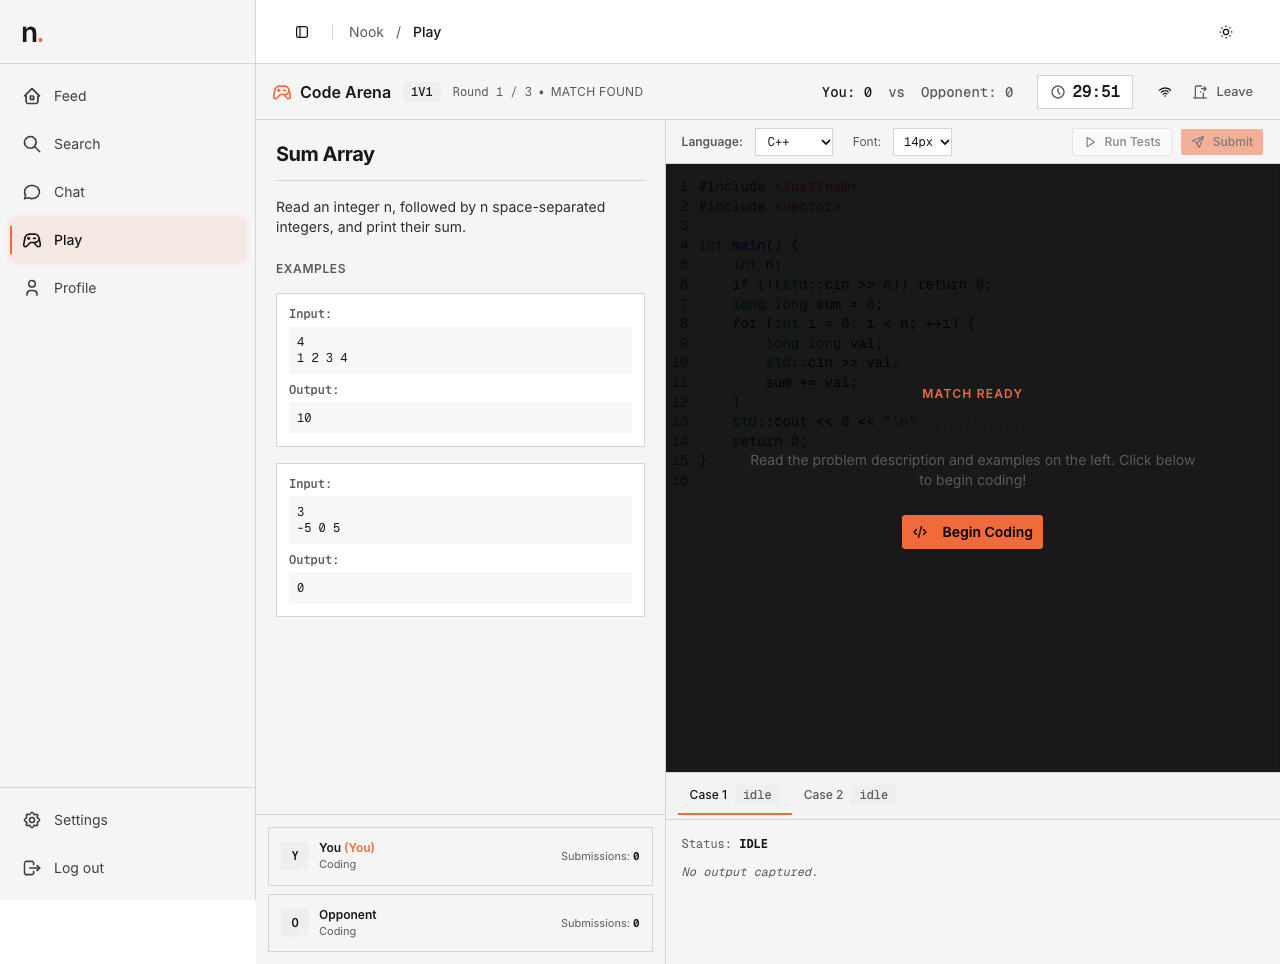 n.
Feed
Search
Chat
Play
Profile
Settings
Log out
Nook / Play
Code Arena 1V1 Round 1 / 3 • MATCH FOUND
You: 0 vs Opponent: 0
29:51
Leave
Sum Array
Read an integer n, followed by n space-separated
integers, and print their sum.
EXAMPLES
Input:
4
1 2 3 4
Output:
10
Input:
3
-5 0 5
Output:
0
Y You (You)
Coding
Submissions: 0
O Opponent
Coding
Submissions: 0
Language: C++ Font: 14px Run Tests Submit
1 #include <iostream>
2 #include <vector>
3
4 int main() {
5 int n;
6 if (!(std::cin >> n)) return 0;
7 long long sum = 0;
8 for (int i = 0; i < n; ++i) {
9 long long val;
10 std::cin >> val;
11 sum += val;
12 }
13 std::cout << 0 << "\n"
14 return 0;
15 }
16
MATCH READY
Sum Array
Read the problem description and examples on the left. Click below
to begin coding!
Begin Coding
Case 1 idle Case 2 idle
Status: IDLE
No output captured.